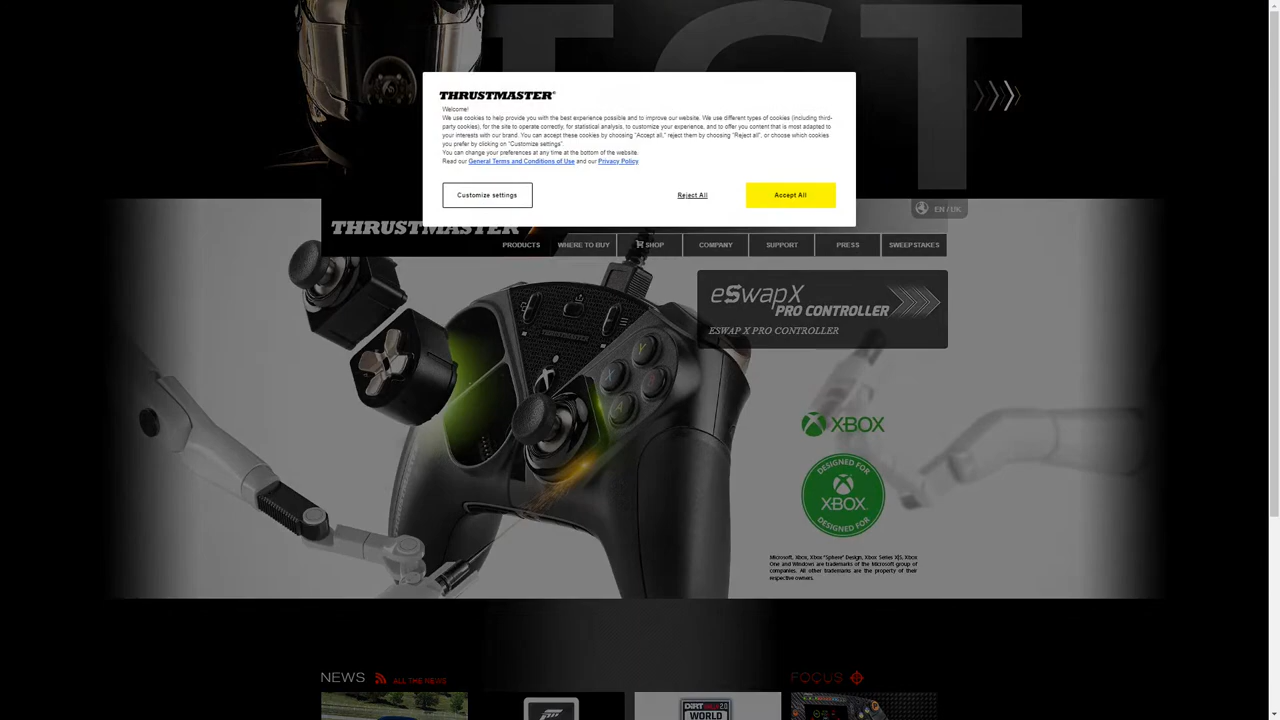 TCT
THRUSTMASTER®
Welcome!
We use cookies to help provide you with the best experience possible and to improve our website. We use different types of cookies (including third-
party cookies), for the site to operate correctly, for statistical analysis, to customize your experience, and to offer you content that is most adapted to
your interests with our brand. You can accept these cookies by choosing "Accept all," reject them by choosing "Reject all", or choose which cookies
you prefer by clicking on "Customize settings".
You can change your preferences at any time at the bottom of the website.
Read our General Terms and Conditions of Use and our Privacy Policy
Customize settings
Reject All
Accept All
EN / UK
THRUSTMASTER
PRODUCTS
WHERE TO BUY
SHOP
COMPANY
SUPPORT
PRESS
SWEEPSTAKES
eSwapX
PRO CONTROLLER
ESWAP X PRO CONTROLLER
THRUSTMASTER
Y
X
B
A
XBOX
DESIGNED FOR
XBOX
DESIGNED FOR
Microsoft, Xbox, Xbox "Sphere" Design, Xbox Series X|S, Xbox
One and Windows are trademarks of the Microsoft group of
companies. All other trademarks are the property of their
respective owners.
NEWS
ALL THE NEWS
FOCUS
DiRT RALLY 2.0
WORLD